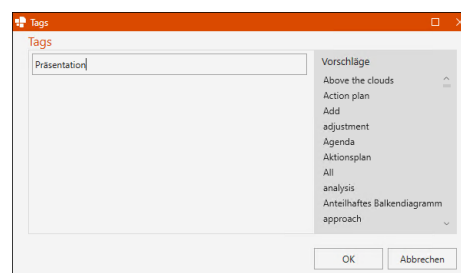 Tags
Tags
Präsentation
Vorschläge
Above the clouds
Action plan
Add
adjustment
Agenda
Aktionsplan
All
analysis
Anteilhaftes Balkendiagramm
approach
OK
Abbrechen